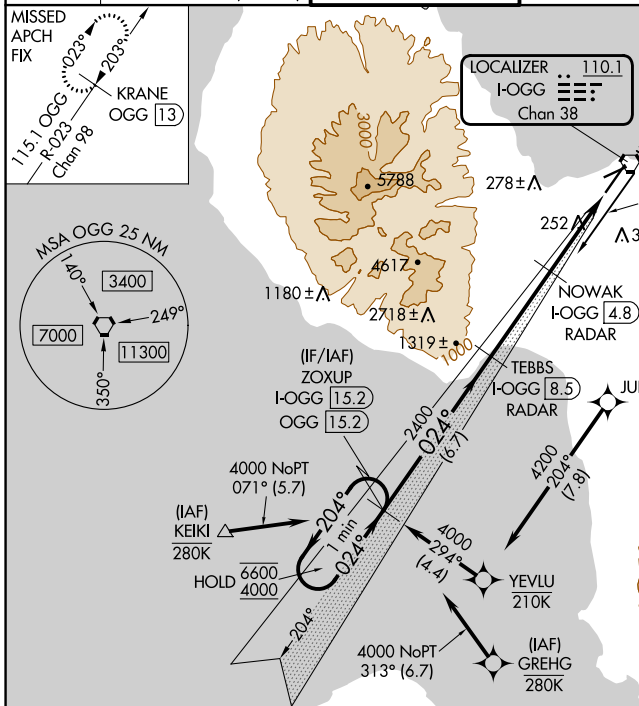 MISSED
APCH
FIX
023°
203°
KRANE
OGG 13
115.1 OGG
R-023
Chan 98
LOCALIZER 110.1
I-OGG
Chan 38
3000
5788
278±
252
4617
MSA OGG 25 NM
140°
3400
249°
7000
11300
350°
1180±
2718±
1319±
1000
NOWAK
I-OGG 4.8
RADAR
TEBBS
I-OGG 8.5
RADAR
(IF/IAF)
ZOXUP
I-OGG 15.2
OGG 15.2
2400
024°
(6.7)
4200
204°
(7.8)
4000 NoPT
071° (5.7)
(IAF)
KEIKI
280K
204°
1 min
024°
HOLD 6600
4000
204°
4000
294°
(4.4)
YEVLU
210K
4000 NoPT
313° (6.7)
(IAF)
GREHG
280K